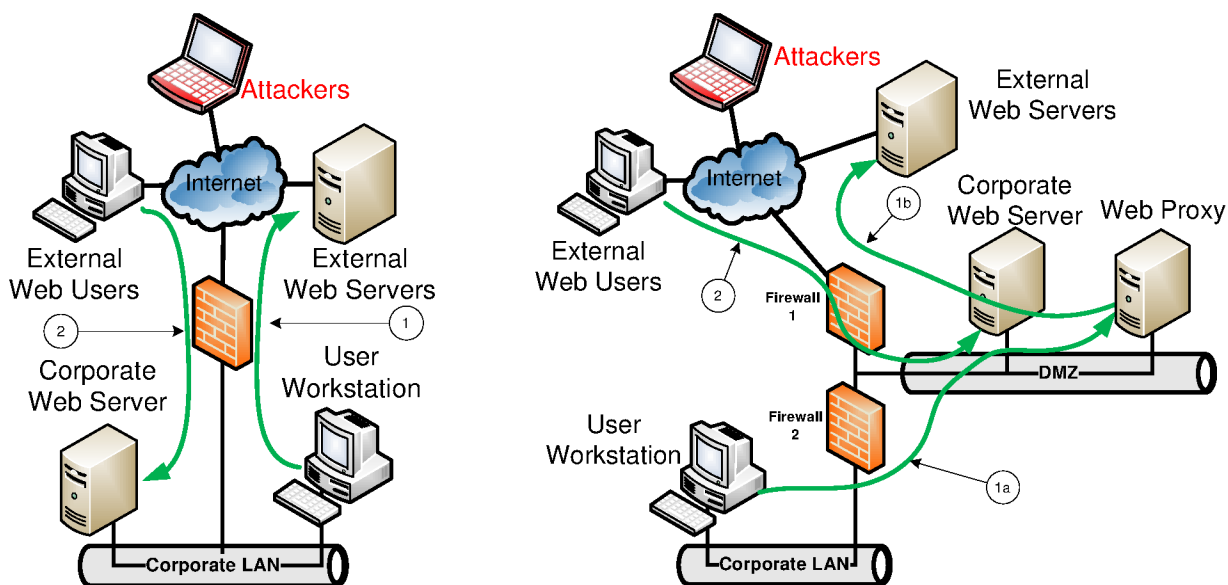 Attackers
Internet
External
Web Users
External
Web Servers
2
1
Corporate
Web Server
User
Workstation
Corporate LAN
Attackers
External
Web Servers
Internet
1b
Corporate
Web Server
Web Proxy
External
Web Users
2
Firewall
1
DMZ
Firewall
2
User
Workstation
1a
Corporate LAN